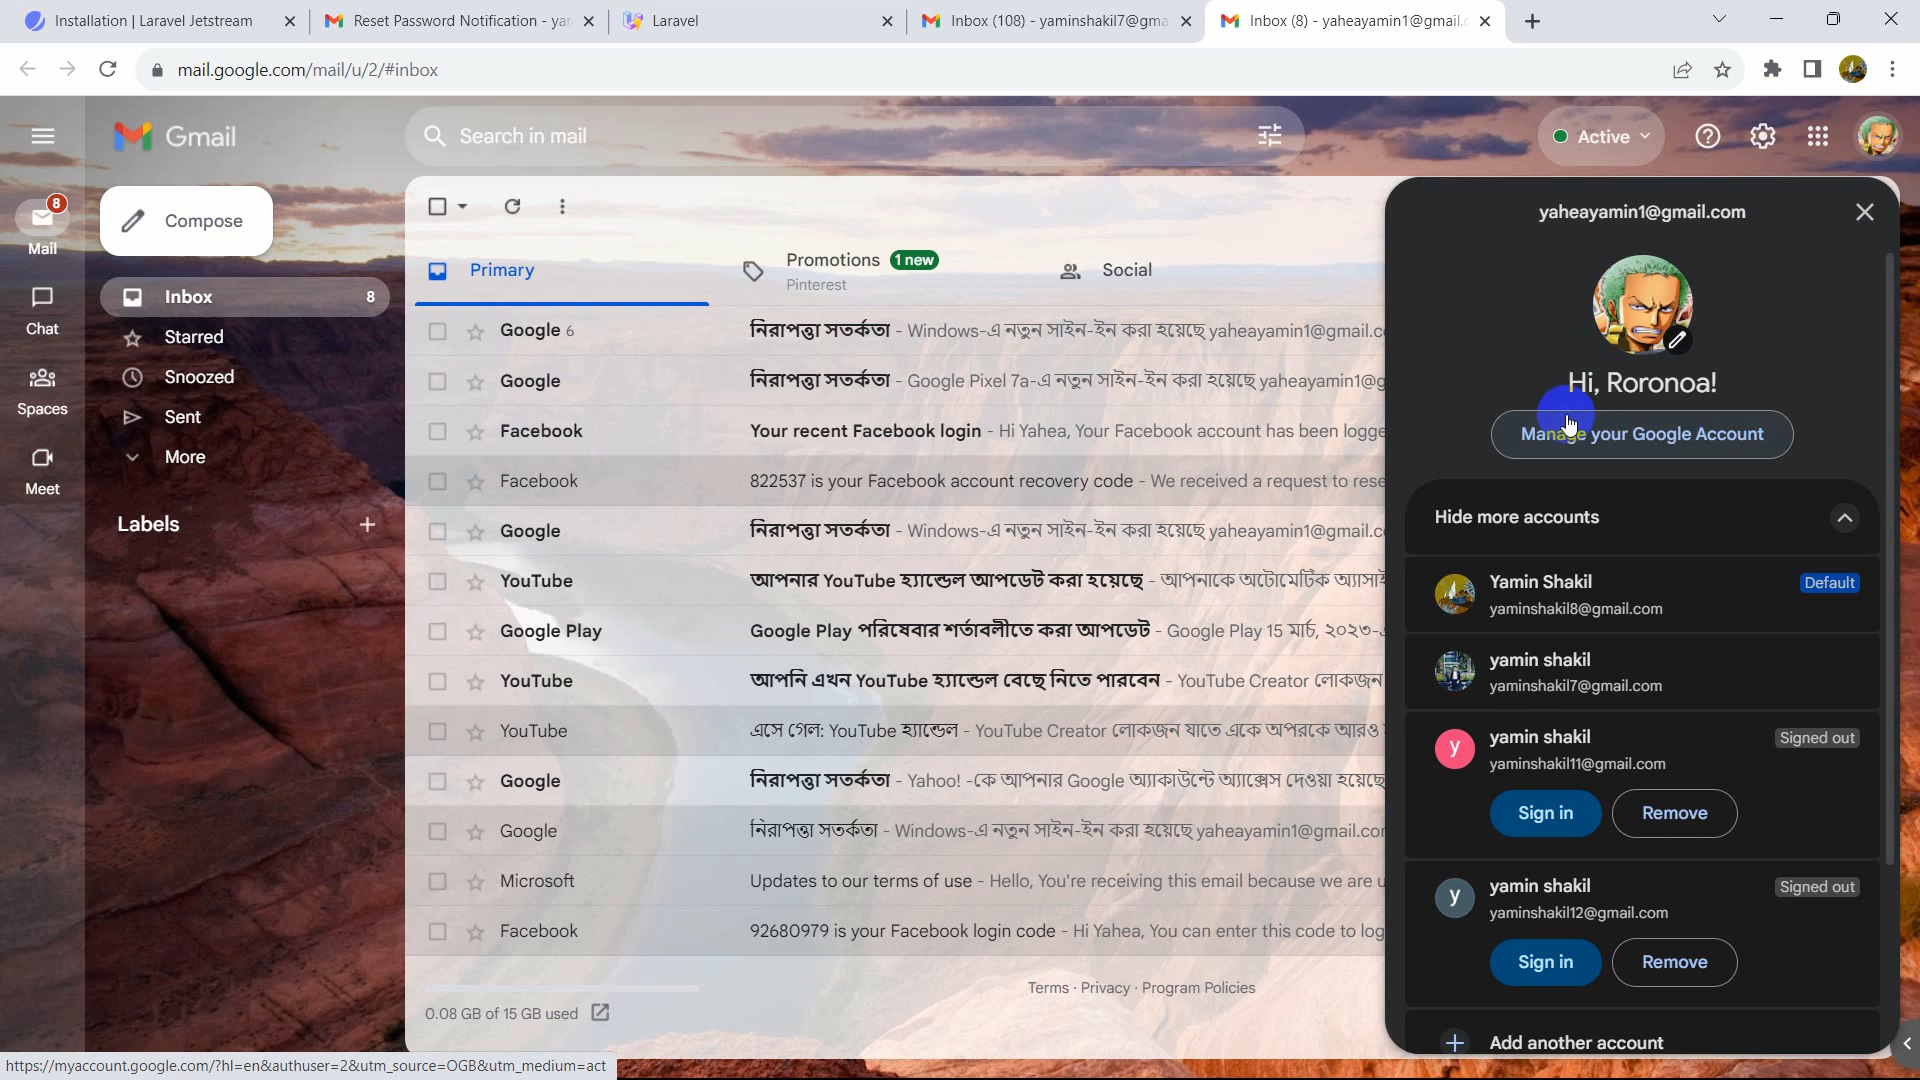 Installation | Laravel Jetstream
Reset Password Notification - yar
Laravel
Inbox (108) - yaminshakil7@gma
Inbox (8) - yaheayamin1@gmail.c
mail.google.com/mail/u/2/#inbox
Gmail
Search in mail
Active
8
Mail
Chat
Spaces
Meet
Compose
Inbox 8
Starred
Snoozed
Sent
More
Labels
Primary
Promotions 1 new
Pinterest
Social
Google 6 নিরাপত্তা সতর্কতা - Windows-এ নতুন সাইন-ইন করা হয়েছে yaheayamin1@gmail.c
Google নিরাপত্তা সতর্কতা - Google Pixel 7a-এ নতুন সাইন-ইন করা হয়েছে yaheayamin1@g
Facebook Your recent Facebook login - Hi Yahea, Your Facebook account has been logge
Facebook 822537 is your Facebook account recovery code - We received a request to rese
Google নিরাপত্তা সতর্কতা - Windows-এ নতুন সাইন-ইন করা হয়েছে yaheayamin1@gmail.c
YouTube আপনার YouTube হ্যান্ডেল আপডেট করা হয়েছে - আপনাকে অটোমেটিক অ্যাসাই
Google Play Google Play পরিষেবার শর্তাবলীতে করা আপডেট - Google Play 15 মার্চ, ২০২৩-এ
YouTube আপনি এখন YouTube হ্যান্ডেল বেছে নিতে পারবেন - YouTube Creator লোকজন
YouTube এসে গেল: YouTube হ্যান্ডেল - YouTube Creator লোকজন যাতে একে অপরকে আরও
Google নিরাপত্তা সতর্কতা - Yahoo! -কে আপনার Google অ্যাকাউন্টে অ্যাক্সেস দেওয়া হয়েছে
Google নিরাপত্তা সতর্কতা - Windows-এ নতুন সাইন-ইন করা হয়েছে yaheayamin1@gmail.cor
Microsoft Updates to our terms of use - Hello, You're receiving this email because we are u
Facebook 92680979 is your Facebook login code - Hi Yahea, You can enter this code to log
Terms · Privacy · Program Policies
0.08 GB of 15 GB used
yaheayamin1@gmail.com
Hi, Roronoa!
Manage your Google Account
Hide more accounts
Yamin Shakil Default
yaminshakil8@gmail.com
yamin shakil
yaminshakil7@gmail.com
y
yamin shakil Signed out
yaminshakil11@gmail.com
Sign in Remove
y
yamin shakil Signed out
yaminshakil12@gmail.com
Sign in Remove
Add another account
https://myaccount.google.com/?hl=en&authuser=2&utm_source=OGB&utm_medium=act